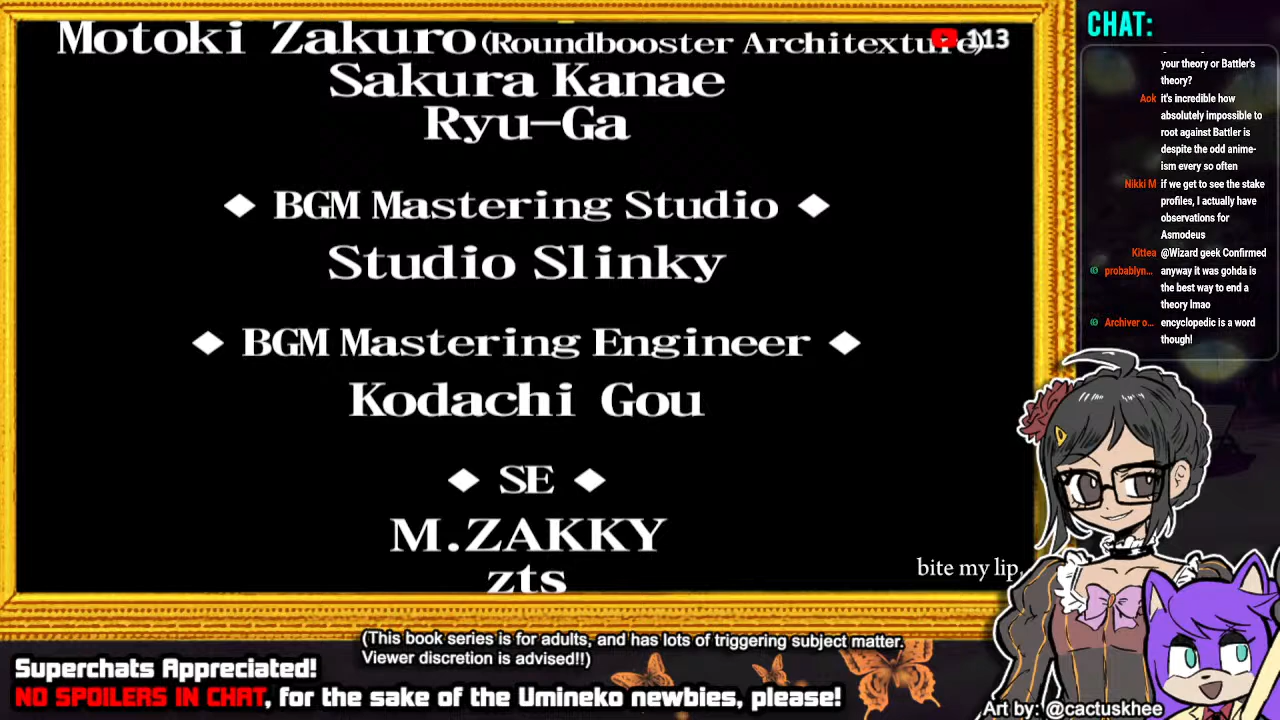 Motoki Zakuro (Roundbooster Architexture)
113
Sakura Kanae
Ryu-Ga
◆ BGM Mastering Studio ◆
Studio Slinky
◆ BGM Mastering Engineer ◆
Kodachi Gou
◆ SE ◆
M.ZAKKY
zts
bite my lip.
CHAT:
your theory or Battler's
theory?
Aok it's incredible how
absolutely impossible to
root against Battler is
despite the odd anime-
ism every so often
Nikki M if we get to see the stake
profiles, I actually have
observations for
Asmodeus
Kittea @Wizard geek Confirmed
probablyn... anyway it was gohda is
the best way to end a
theory lmao
Archiver o... encyclopedic is a word
though!
(This book series is for adults, and has lots of triggering subject matter.
Viewer discretion is advised!!)
Superchats Appreciated!
NO SPOILERS IN CHAT, for the sake of the Umineko newbies, please!
Art by: @cactuskhee